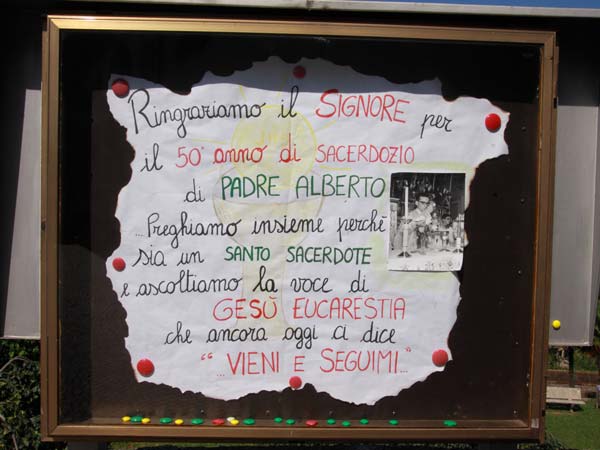 Ringraziamo il SIGNORE per
il 50° anno di SACERDOZIO
di PADRE ALBERTO
...Preghiamo insieme perchè
sia un SANTO SACERDOTE
e ascoltiamo la voce di
GESÙ EUCARESTIA
che ancora oggi ci dice
"...VIENI E SEGUIMI..."